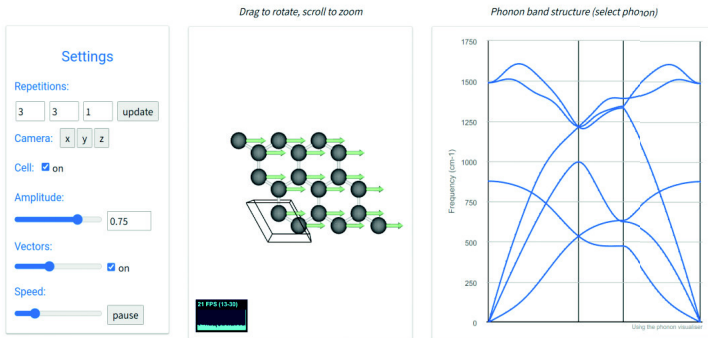 Drag to rotate, scroll to zoom
Phonon band structure (select phonon)
Settings
Repetitions:
3 3 1 update
Camera: x y z
Cell: on
Amplitude:
0.75
Vectors:
on
Speed:
pause
21 FPS (13-33)
1750
1500
1250
1000
750
500
250
0
Frequency (cm-1)
Using the phonon visualiser